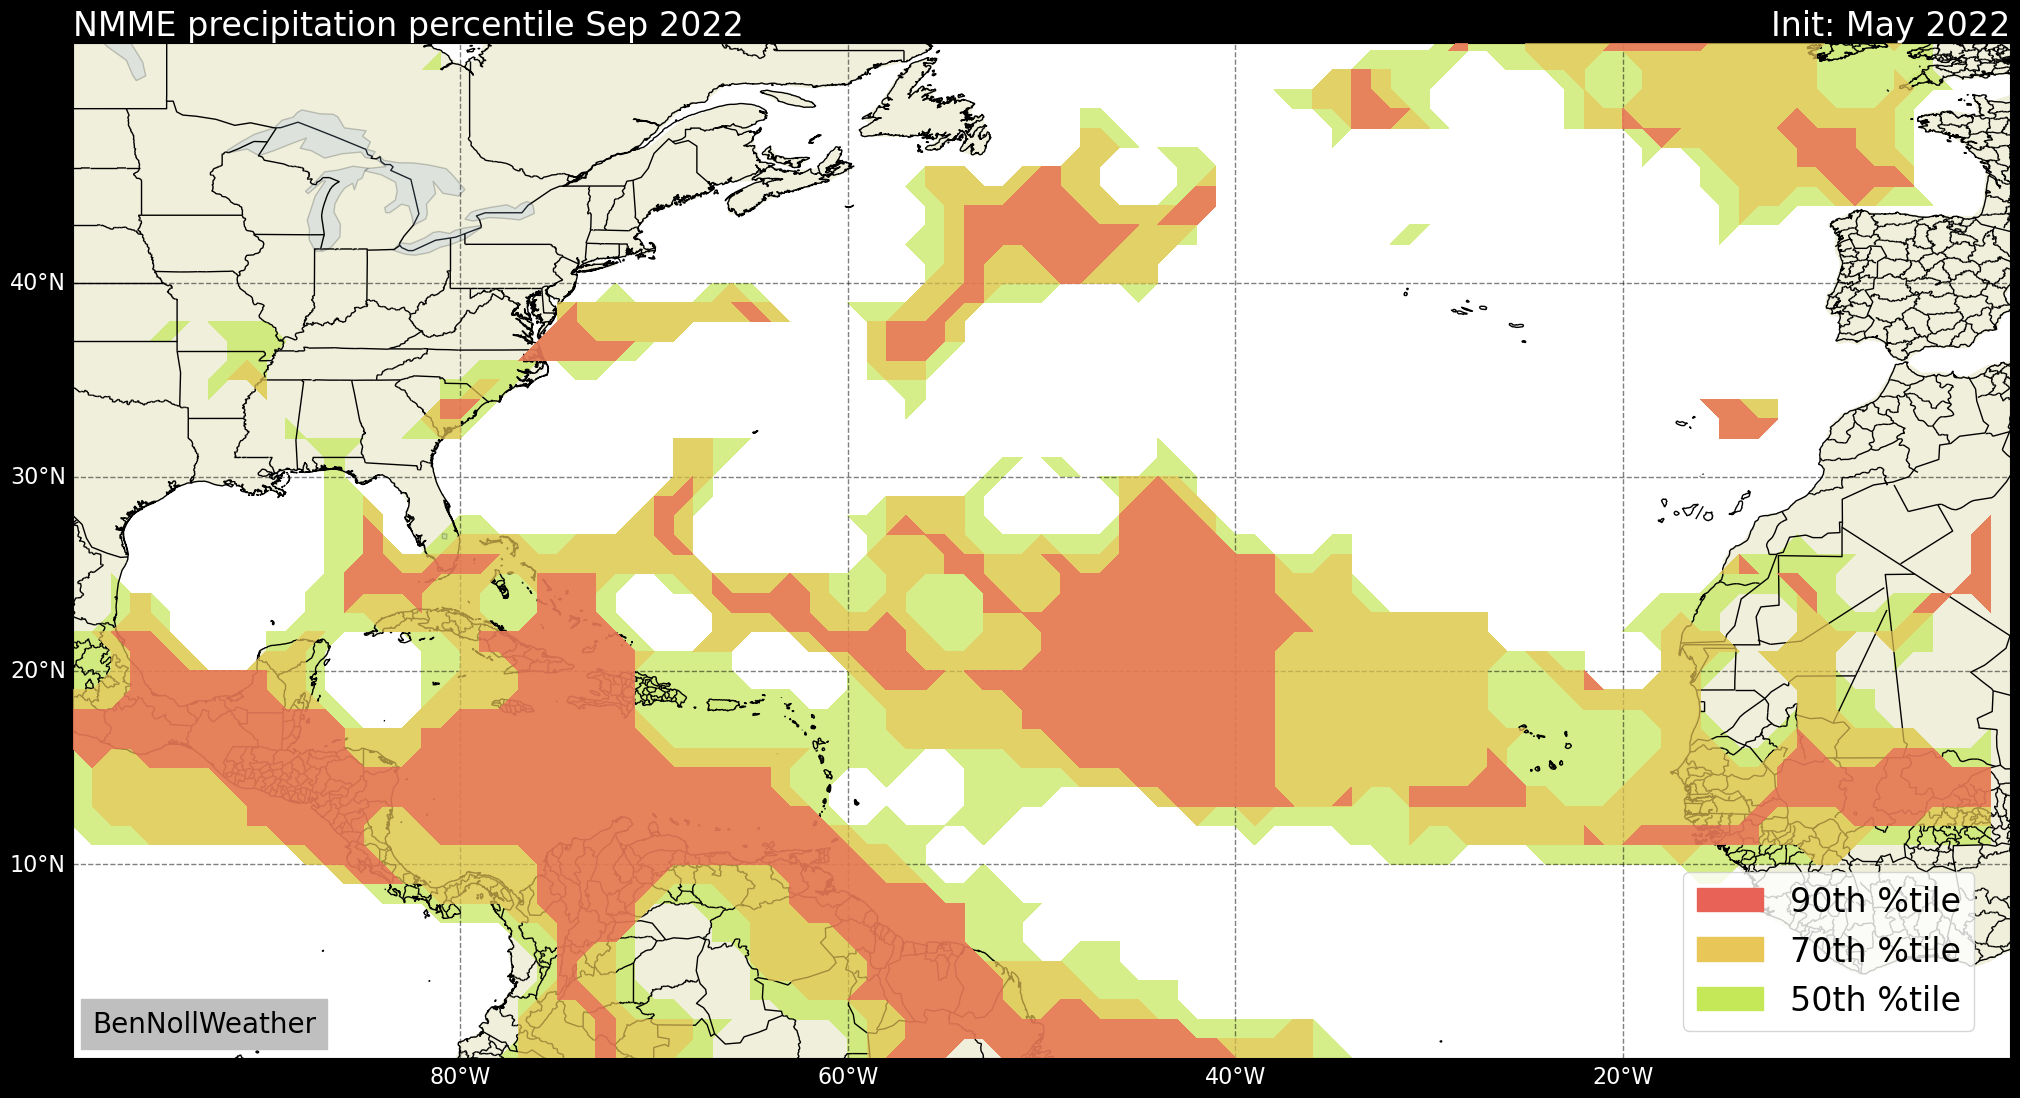 NMME precipitation percentile Sep 2022
Init: May 2022
40°N
30°N
20°N
10°N
90th %tile
70th %tile
50th %tile
BenNollWeather
80°W
60°W
40°W
20°W